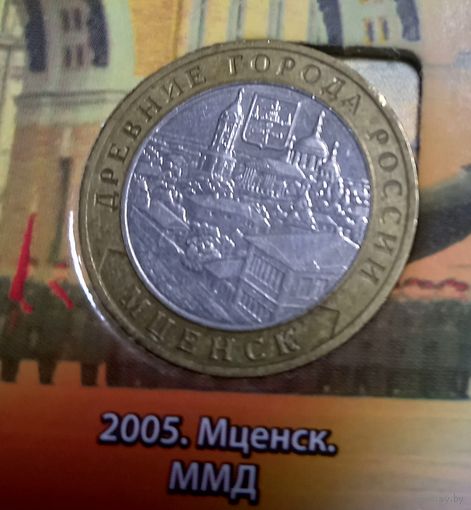 ДРЕВНИЕ ГОРОДА РОССИИ
МЦЕНСК
2005. Мценск.
ММД